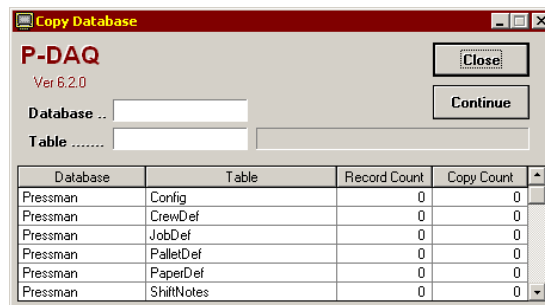 Copy Database
P-DAQ
Close
Ver 6.2.0
Continue
Database ..
Table .......
Database Table Record Count Copy Count
Pressman Config 0 0
Pressman CrewDef 0 0
Pressman JobDef 0 0
Pressman PalletDef 0 0
Pressman PaperDef 0 0
Pressman ShiftNotes 0 0